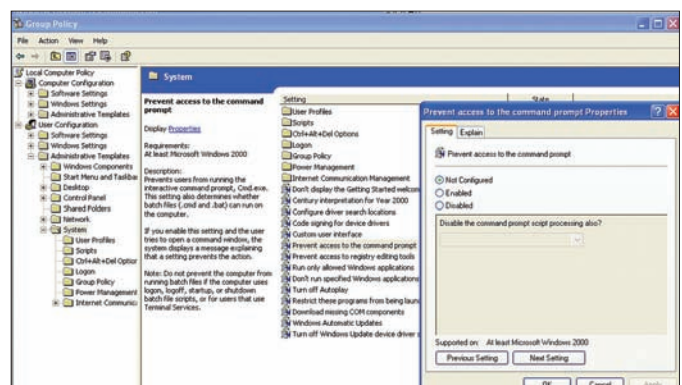 Group Policy
File Action View Help
Local Computer Policy
Computer Configuration
Software Settings
Windows Settings
Administrative Templates
User Configuration
Software Settings
Windows Settings
Administrative Templates
Windows Components
Start Menu and Taskbar
Desktop
Control Panel
Shared Folders
Network
System
User Profiles
Scripts
Ctrl+Alt+Del Option
Logon
Group Policy
Power Management
Internet Communic
System
Prevent access to the command
prompt
Display Properties
Requirements:
At least Microsoft Windows 2000
Description:
Prevents users from running the
interactive command prompt, Cmd.exe.
This setting also determines whether
batch files (.cmd and .bat) can run on
the computer.
If you enable this setting and the user
tries to open a command window, the
system displays a message explaining
that a setting prevents the action.
Note: Do not prevent the computer from
running batch files if the computer uses
logon, logoff, startup, or shutdown
batch file scripts, or for users that use
Terminal Services.
Setting State
User Profiles
Scripts
Ctrl+Alt+Del Options
Logon
Group Policy
Power Management
Internet Communication Management
Don't display the Getting Started welcom
Century interpretation for Year 2000
Configure driver search locations
Code signing for device drivers
Custom user interface
Prevent access to the command prompt
Prevent access to registry editing tools
Run only allowed Windows applications
Don't run specified Windows applications
Turn off Autoplay
Restrict these programs from being laun
Download missing COM components
Windows Automatic Updates
Turn off Windows Update device driver s
Prevent access to the command prompt Properties
Setting Explain
Prevent access to the command prompt
Not Configured
Enabled
Disabled
Disable the command prompt script processing also?
Supported on: At least Microsoft Windows 2000
Previous Setting Next Setting
OK Cancel Apply